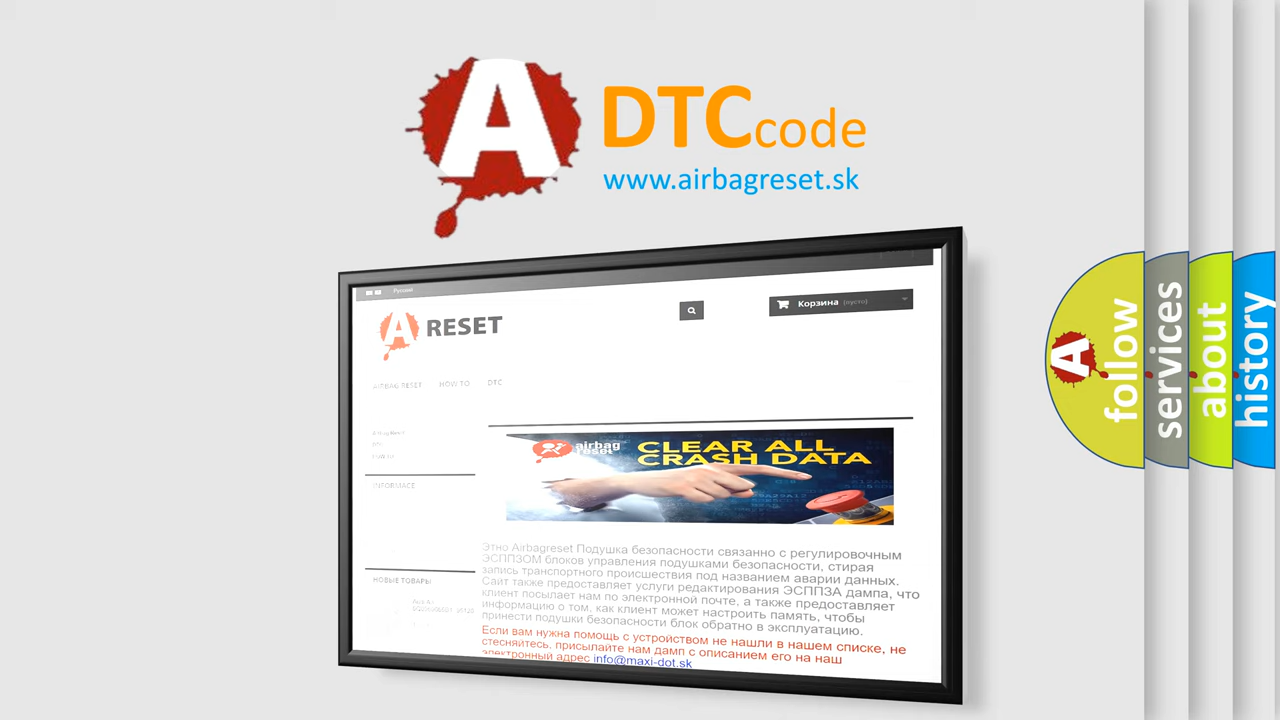 A DTCcode
www.airbagreset.sk
Русский
A RESET
Корзина (пусто)
AIRBAG RESET HOW TO DTC
INFORMACE
airbag reset
CLEAR ALL
CRASH DATA
Этно Airbagreset Подушка безопасности связанно с регулировочным
ЭСППЗОМ блоков управления подушками безопасности, стирая
запись транспортного происшествия под названием аварии данных.
Сайт также предоставляет услуги редактирования ЭСППЗА дампа, что
клиент посылает нам по электронной почте, а также предоставляет
информацию о том, как клиент может настроить память, чтобы
принести подушки безопасности блок обратно в эксплуатацию.
Если вам нужна помощь с устройством не нашли в нашем списке, не
стесняйтесь, присылайте нам дамп с описанием его на наш
электронный адрес info@maxi-dot.sk
НОВЫЕ ТОВАРЫ
A
follow
services
about
history